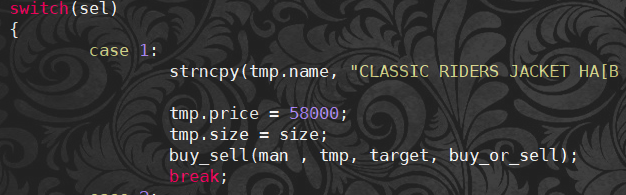 switch(sel)
{
case 1:
strncpy(tmp.name, "CLASSIC RIDERS JACKET HA[B
tmp.price = 58000;
tmp.size = size;
buy_sell(man , tmp, target, buy_or_sell);
break;
case 2: